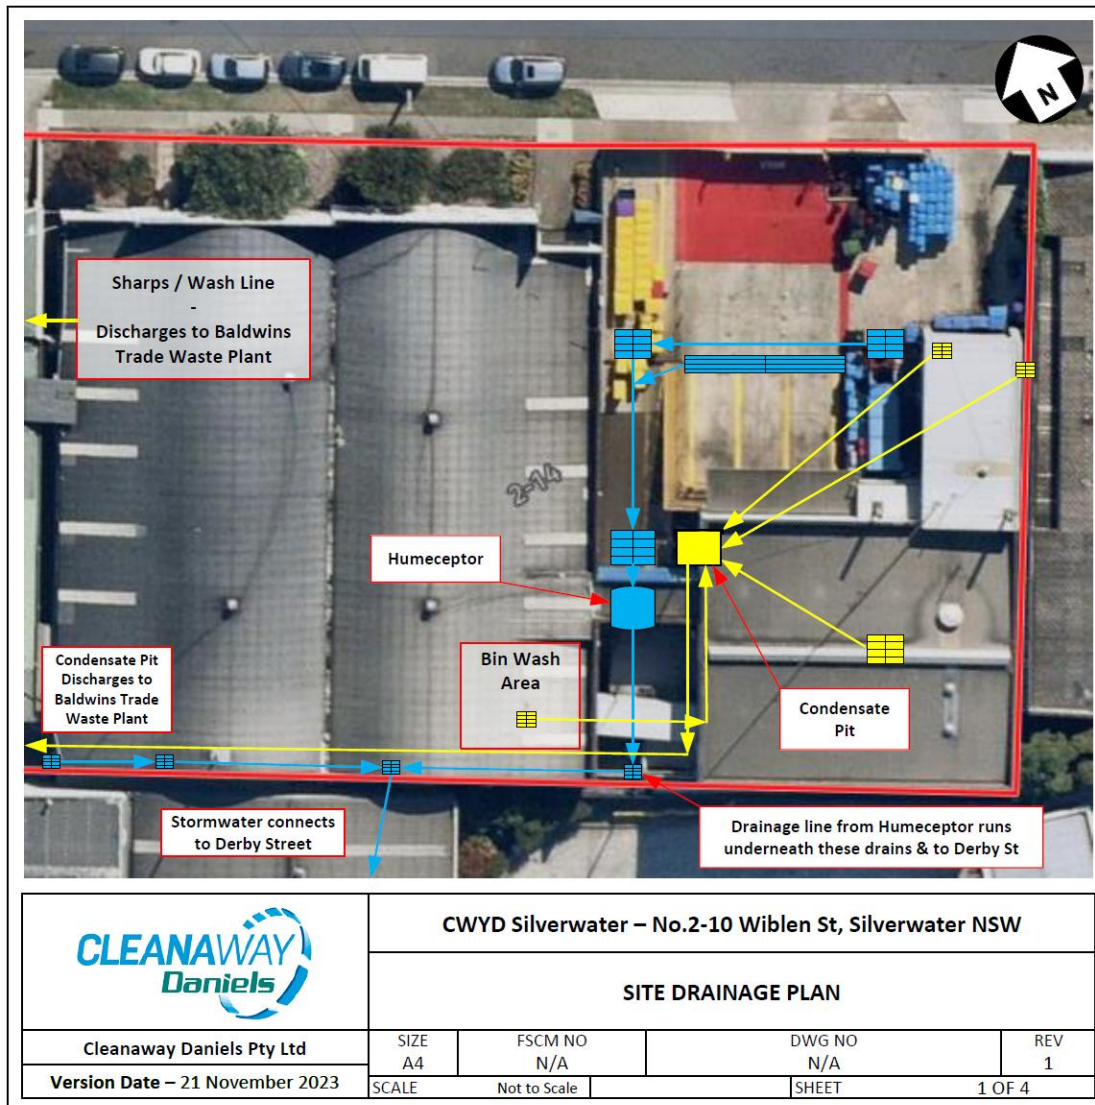 N
Sharps / Wash Line
-
Discharges to Baldwins
Trade Waste Plant
2-14
Humeceptor
Bin Wash
Area
Condensate Pit
Discharges to
Baldwins Trade
Waste Plant
Condensate
Pit
Stormwater connects
to Derby Street
Drainage line from Humeceptor runs
underneath these drains & to Derby St
CLEANAWAY
Daniels
CWYD Silverwater – No.2-10 Wiblen St, Silverwater NSW
SITE DRAINAGE PLAN
Cleanaway Daniels Pty Ltd
Version Date – 21 November 2023
SIZE
A4
FSCM NO
N/A
DWG NO
N/A
REV
1
SCALE
Not to Scale
SHEET
1 OF 4